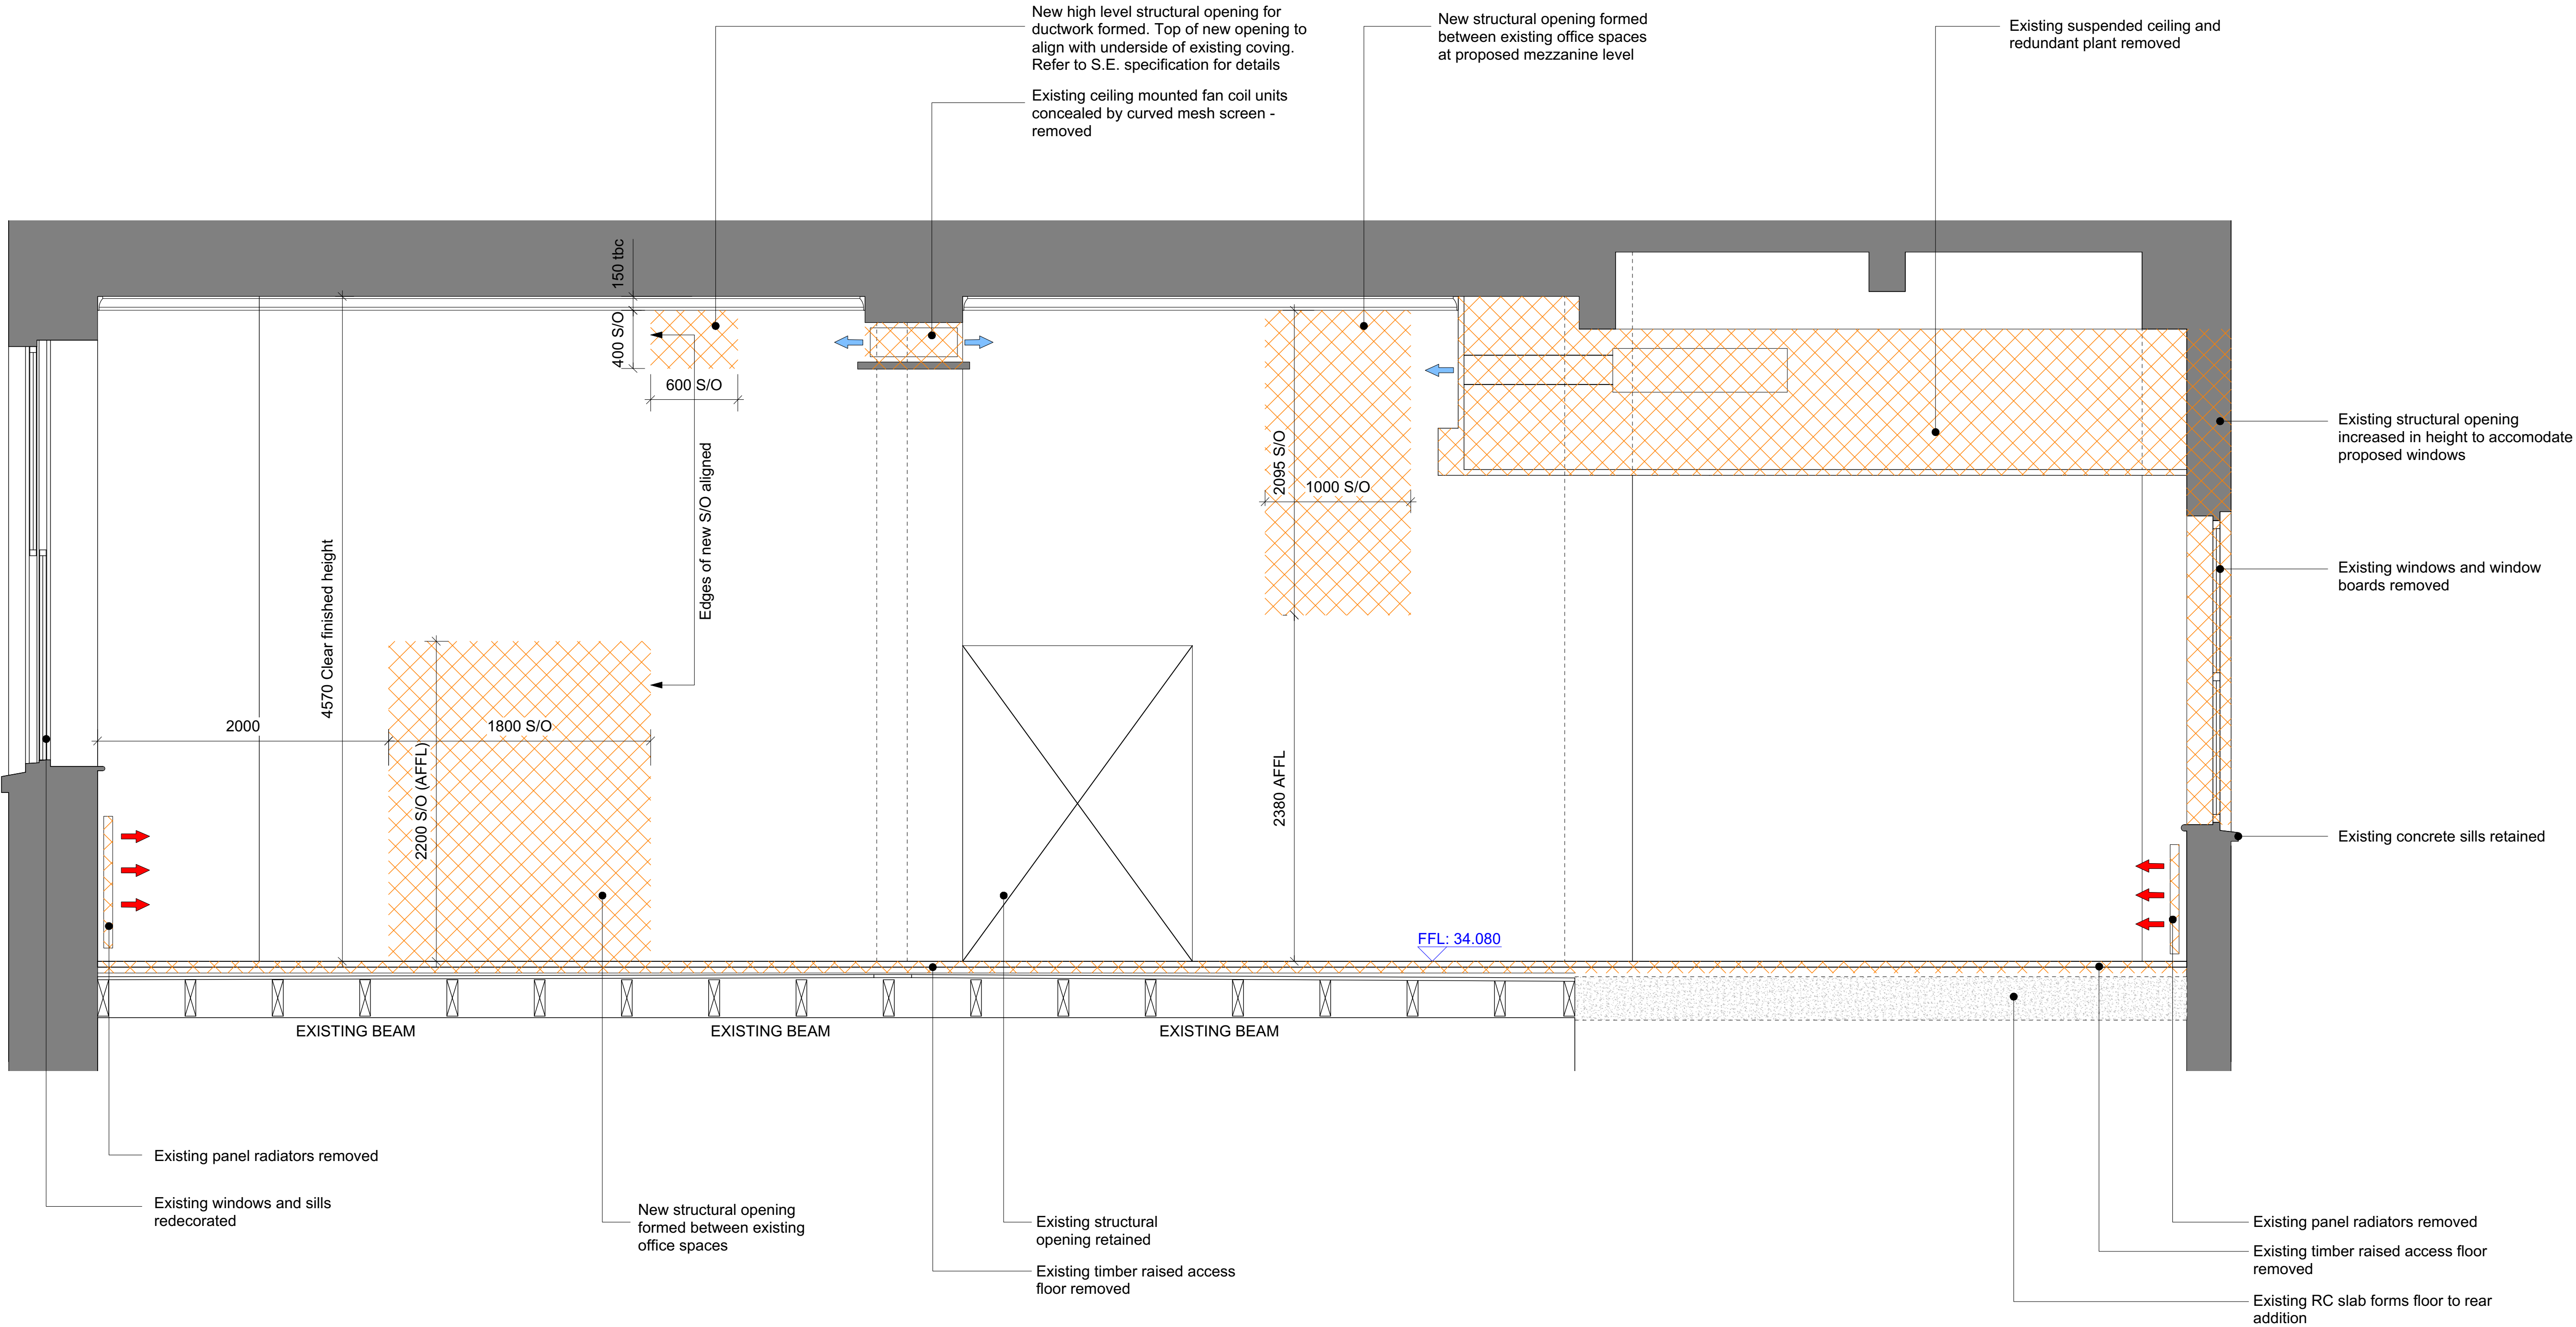 New high level structural opening for
ductwork formed. Top of new opening to
align with underside of existing coving.
Refer to S.E. specification for details
Existing ceiling mounted fan coil units
concealed by curved mesh screen -
removed
New structural opening formed
between existing office spaces
at proposed mezzanine level
Existing suspended ceiling and
redundant plant removed
150 tbc
400 S/O
600 S/O
Edges of new S/O aligned
4570 Clear finished height
2000
1800 S/O
2200 S/O (AFFL)
2095 S/O
1000 S/O
2380 AFFL
FFL: 34.080
Existing structural opening
increased in height to accomodate
proposed windows
Existing windows and window
boards removed
Existing concrete sills retained
EXISTING BEAM
EXISTING BEAM
EXISTING BEAM
Existing panel radiators removed
Existing windows and sills
redecorated
New structural opening
formed between existing
office spaces
Existing structural
opening retained
Existing timber raised access
floor removed
Existing panel radiators removed
Existing timber raised access floor
removed
Existing RC slab forms floor to rear
addition